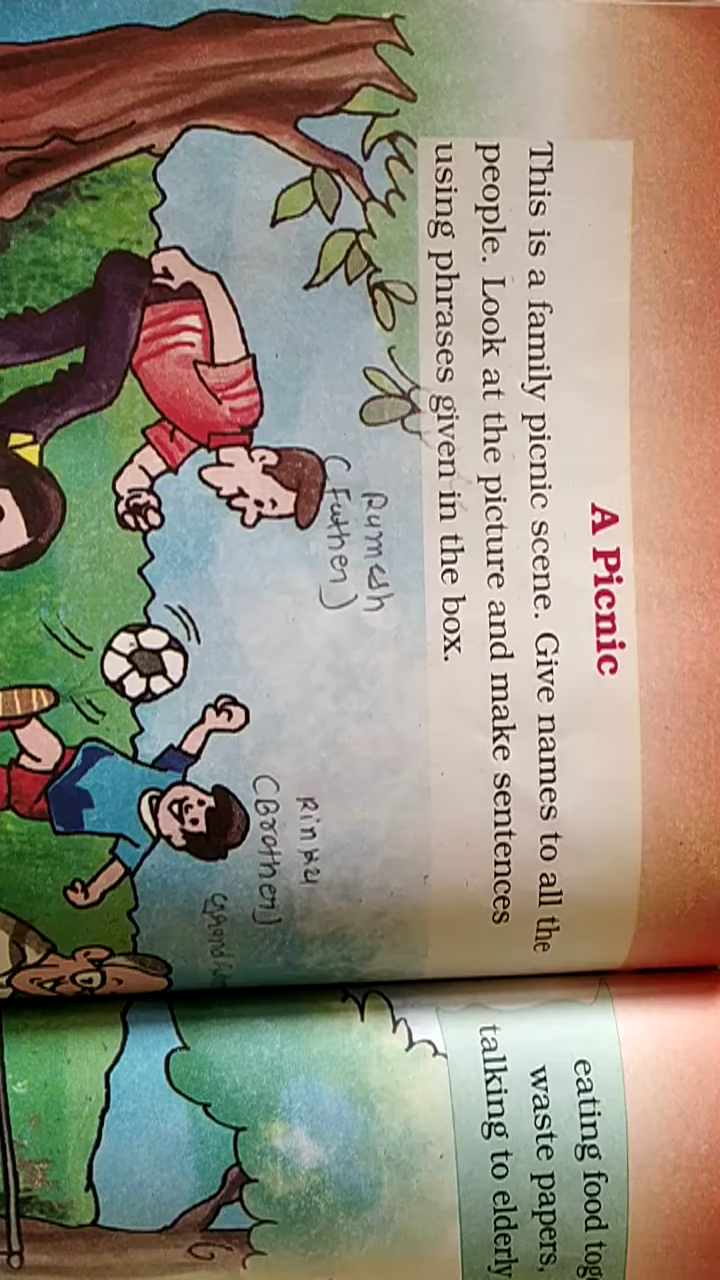 A Picnic
This is a family picnic scene. Give names to all the
people. Look at the picture and make sentences
using phrases given in the box.
Rumesh
(Futher)
Rinku
(Brother)
eating food tog
waste papers,
talking to elderly